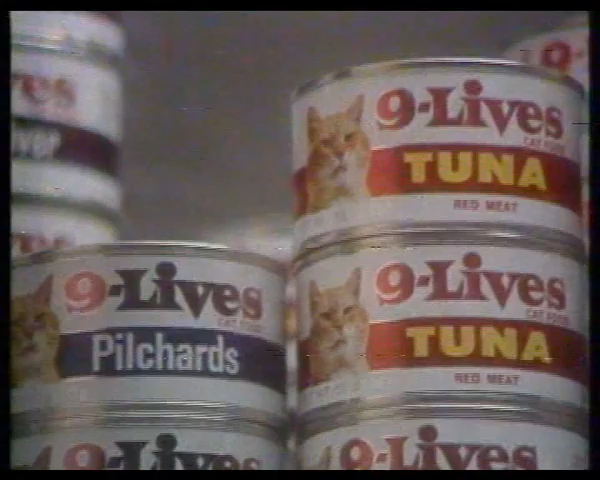 9-Lives
CAT FOOD
TUNA
RED MEAT
9-Lives
CAT FOOD
TUNA
RED MEAT
9-Lives
9-Lives
CAT FOOD
Pilchards
9-Lives